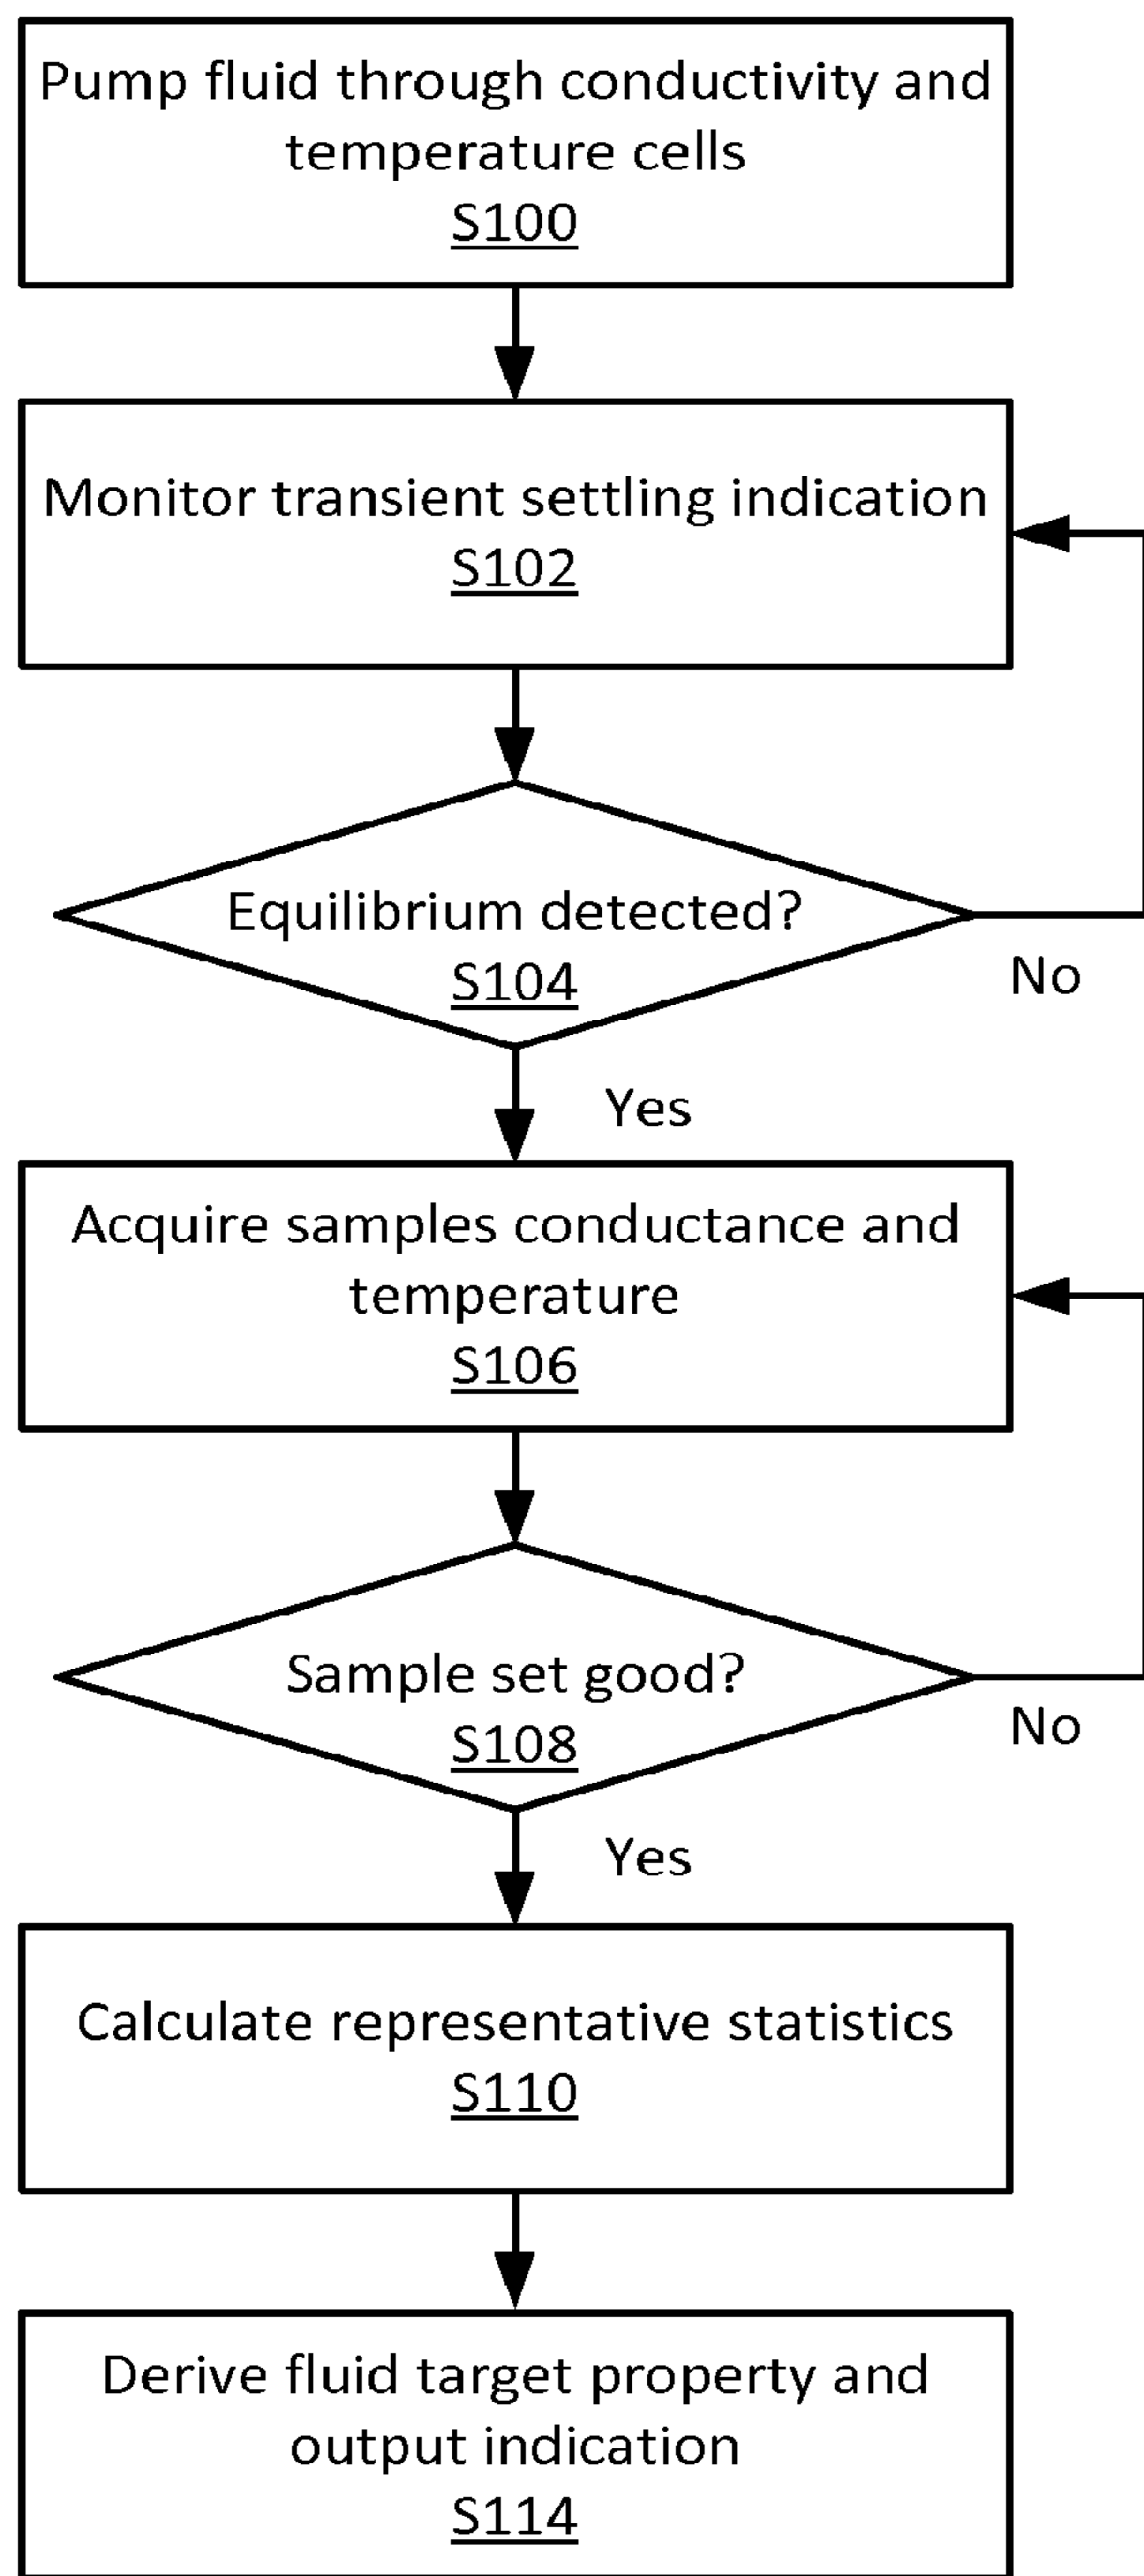 Pump fluid through conductivity and
temperature cells
S100
Monitor transient settling indication
S102
Equilibrium detected?
S104
No
Yes
Acquire samples conductance and
temperature
S106
Sample set good?
S108
No
Yes
Calculate representative statistics
S110
Derive fluid target property and
output indication
S114